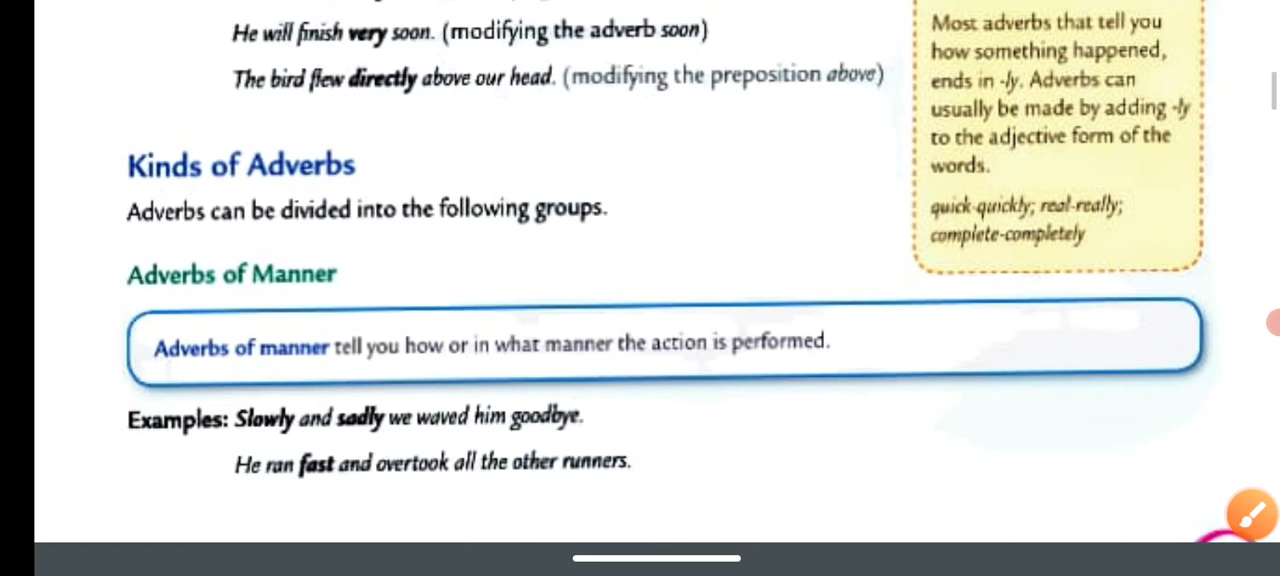 He will finish very soon. (modifying the adverb soon)
The bird flew directly above our head. (modifying the preposition above)
Most adverbs that tell you
how something happened,
ends in -ly. Adverbs can
usually be made by adding -ly
to the adjective form of the
words.
quick-quickly; real-really;
complete-completely
Kinds of Adverbs
Adverbs can be divided into the following groups.
Adverbs of Manner
Adverbs of manner tell you how or in what manner the action is performed.
Examples: Slowly and sadly we waved him goodbye.
He ran fast and overtook all the other runners.